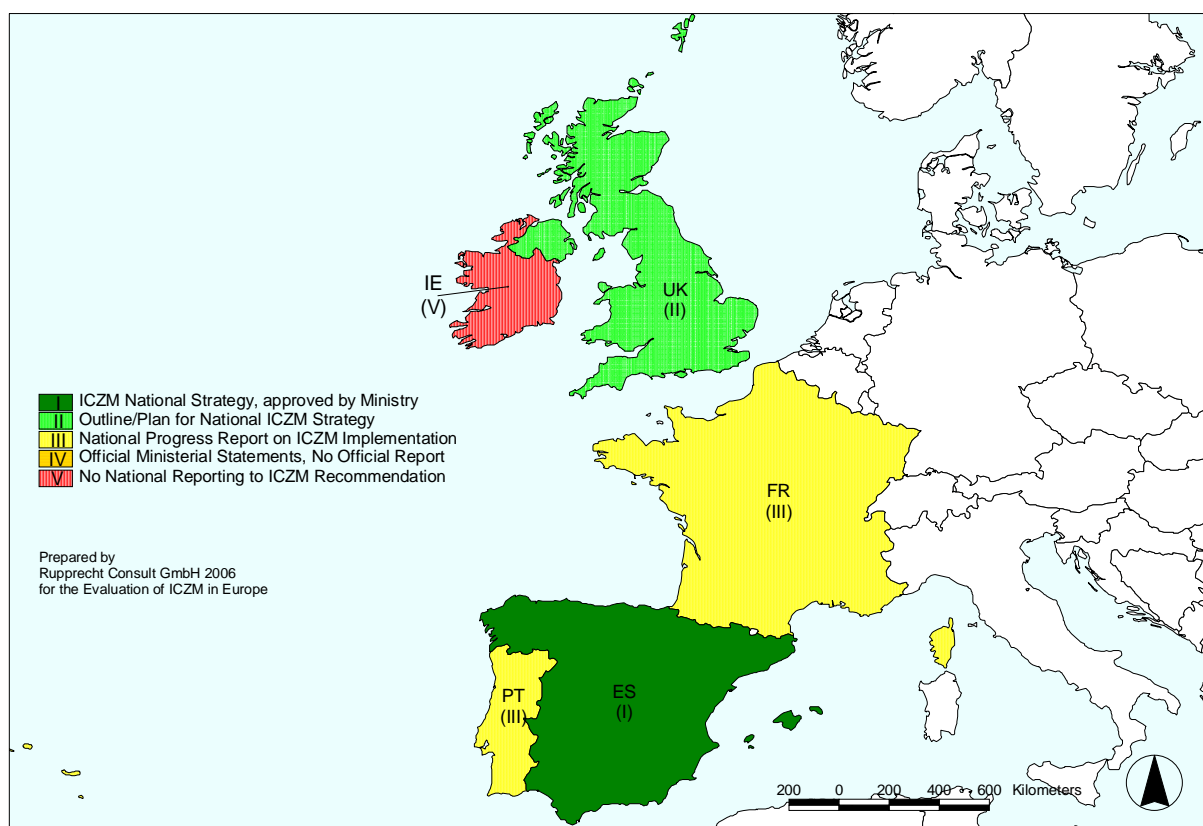 IE
(V)
UK
(II)
I ICZM National Strategy, approved by Ministry
II Outline/Plan for National ICZM Strategy
III National Progress Report on ICZM Implementation
IV Official Ministerial Statements, No Official Report
V No National Reporting to ICZM Recommendation
FR
(III)
Prepared by
Rupprecht Consult GmbH 2006
for the Evaluation of ICZM in Europe
PT
(III)
ES
(I)
200 0 200 400 600 Kilometers